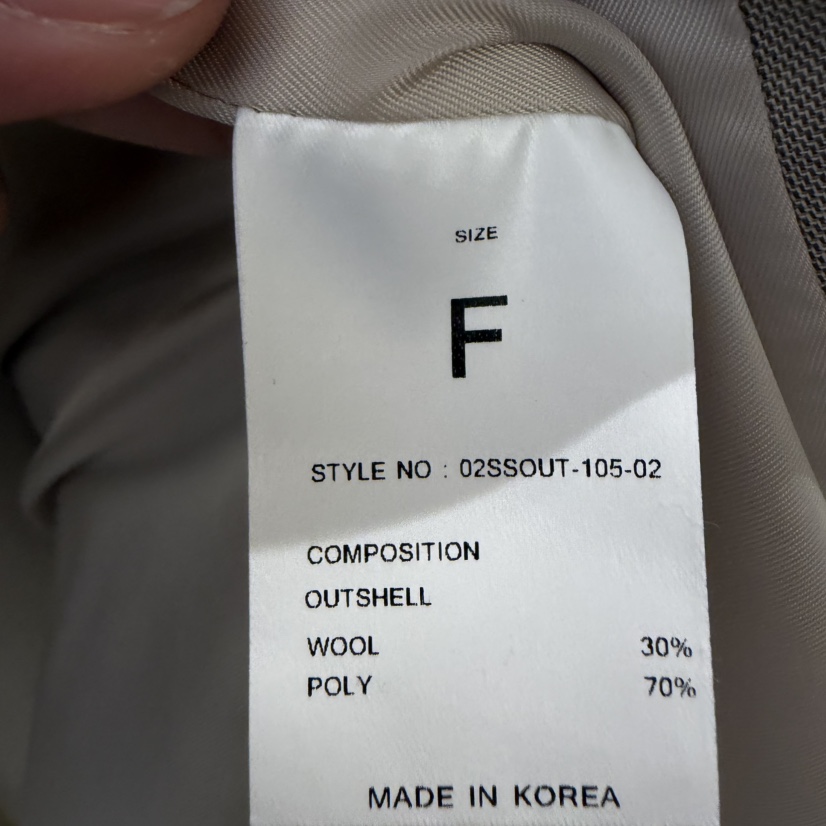 SIZE
F
STYLE NO : 02SSOUT-105-02
COMPOSITION
OUTSHELL
WOOL 30%
POLY 70%
MADE IN KOREA